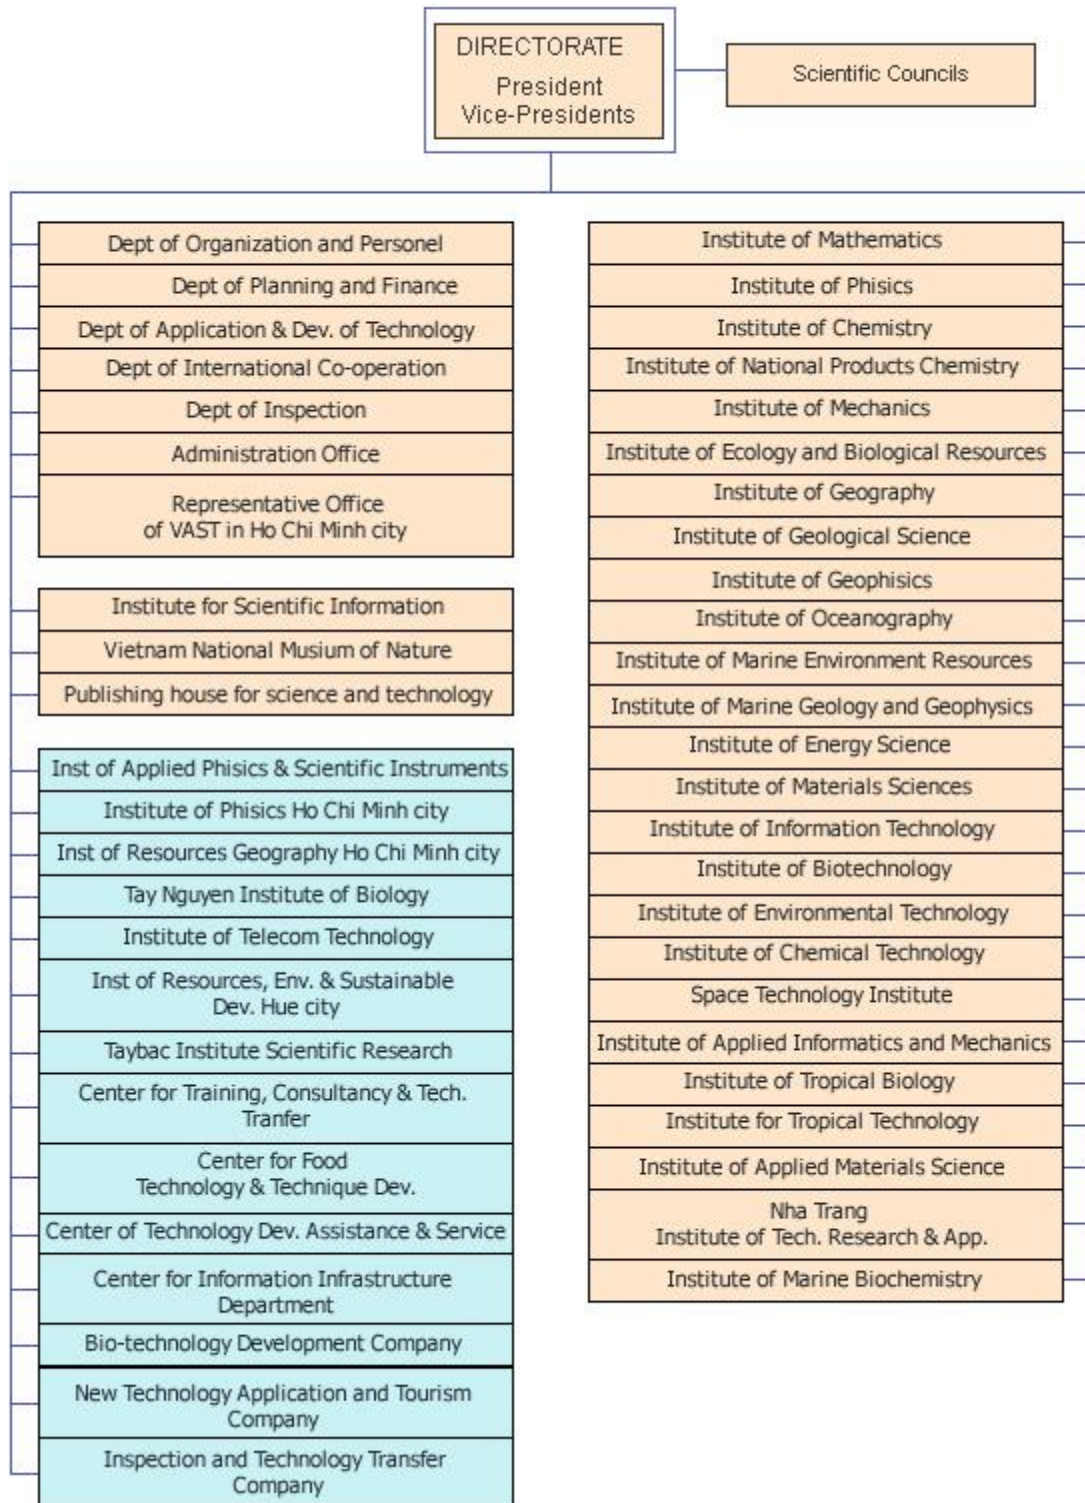 DIRECTORATE
President
Vice-Presidents
Scientific Councils
Dept of Organization and Personel
Dept of Planning and Finance
Dept of Application & Dev. of Technology
Dept of International Co-operation
Dept of Inspection
Administration Office
Representative Office
of VAST in Ho Chi Minh city
Institute for Scientific Information
Vietnam National Musium of Nature
Publishing house for science and technology
Inst of Applied Phisics & Scientific Instruments
Institute of Phisics Ho Chi Minh city
Inst of Resources Geography Ho Chi Minh city
Tay Nguyen Institute of Biology
Institute of Telecom Technology
Inst of Resources, Env. & Sustainable
Dev. Hue city
Taybac Institute Scientific Research
Center for Training, Consultancy & Tech.
Tranfer
Center for Food
Technology & Technique Dev.
Center of Technology Dev. Assistance & Service
Center for Information Infrastructure
Department
Bio-technology Development Company
New Technology Application and Tourism
Company
Inspection and Technology Transfer
Company
Institute of Mathematics
Institute of Phisics
Institute of Chemistry
Institute of National Products Chemistry
Institute of Mechanics
Institute of Ecology and Biological Resources
Institute of Geography
Institute of Geological Science
Institute of Geophisics
Institute of Oceanography
Institute of Marine Environment Resources
Institute of Marine Geology and Geophysics
Institute of Energy Science
Institute of Materials Sciences
Institute of Information Technology
Institute of Biotechnology
Institute of Environmental Technology
Institute of Chemical Technology
Space Technology Institute
Institute of Applied Informatics and Mechanics
Institute of Tropical Biology
Institute for Tropical Technology
Institute of Applied Materials Science
Nha Trang
Institute of Tech. Research & App.
Institute of Marine Biochemistry